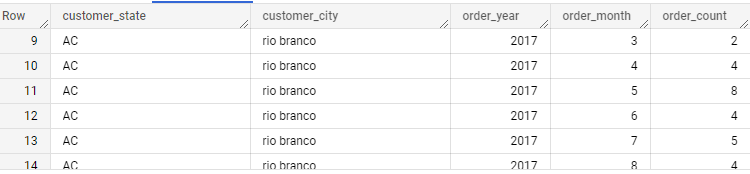 Row customer_state customer_city order_year order_month order_count
9 AC rio branco 2017 3 2
10 AC rio branco 2017 4 4
11 AC rio branco 2017 5 8
12 AC rio branco 2017 6 4
13 AC rio branco 2017 7 5
14 AC rio branco 2017 8 4